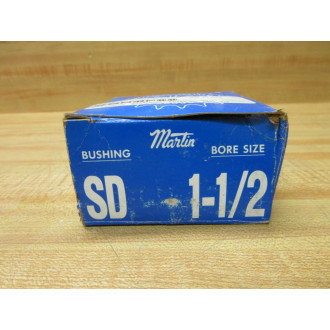 Martin
BUSHING
BORE SIZE
SD
1-1/2